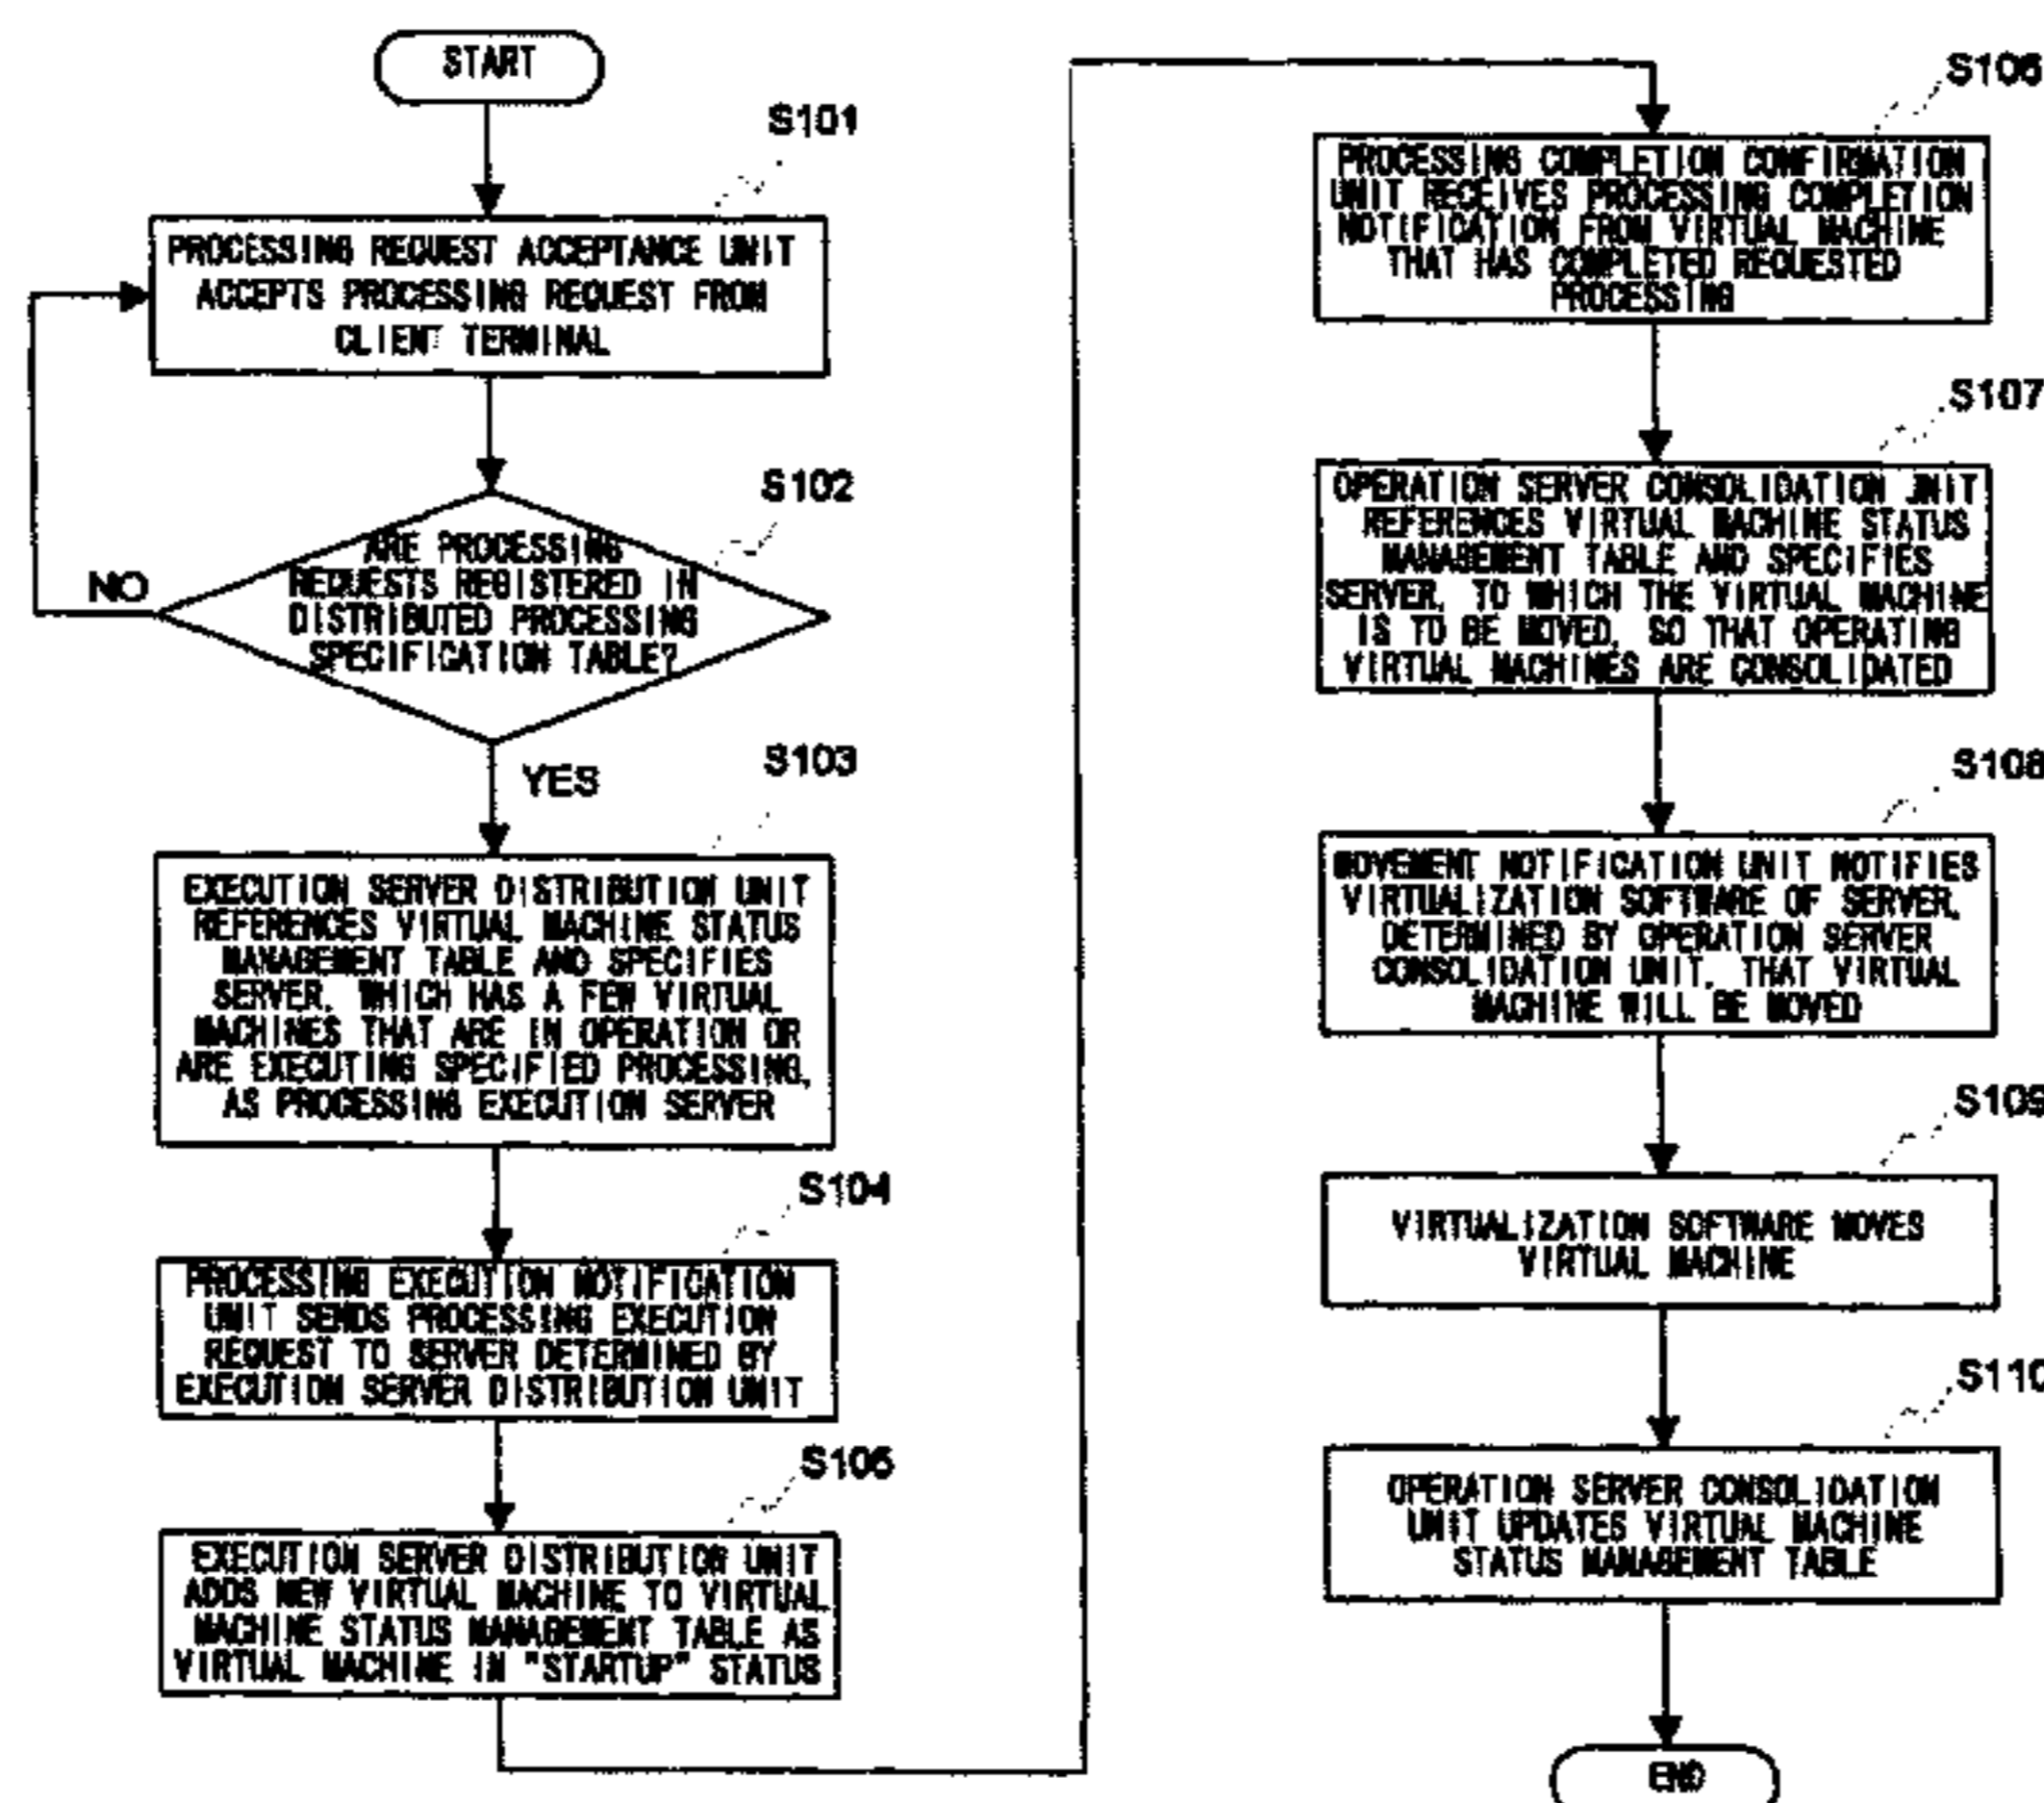 START
S101
PROCESSING REQUEST ACCEPTANCE UNIT
ACCEPTS PROCESSING REQUEST FROM
CLIENT TERMINAL
S102
ARE PROCESSING
REQUESTS REGISTERED IN
DISTRIBUTED PROCESSING
SPECIFICATION TABLE?
NO
YES
S103
EXECUTION SERVER DISTRIBUTION UNIT
REFERENCES VIRTUAL MACHINE STATUS
MANAGEMENT TABLE AND SPECIFIES
SERVER, WHICH HAS A FEW VIRTUAL
MACHINES THAT ARE IN OPERATION OR
ARE EXECUTING SPECIFIED PROCESSING,
AS PROCESSING EXECUTION SERVER
S104
PROCESSING EXECUTION NOTIFICATION
UNIT SENDS PROCESSING EXECUTION
REQUEST TO SERVER DETERMINED BY
EXECUTION SERVER DISTRIBUTION UNIT
S105
EXECUTION SERVER DISTRIBUTION UNIT
ADDS NEW VIRTUAL MACHINE TO VIRTUAL
MACHINE STATUS MANAGEMENT TABLE AS
VIRTUAL MACHINE IN "STARTUP" STATUS
S106
PROCESSING COMPLETION CONFIRMATION
UNIT RECEIVES PROCESSING COMPLETION
NOTIFICATION FROM VIRTUAL MACHINE
THAT HAS COMPLETED REQUESTED
PROCESSING
S107
OPERATION SERVER CONSOLIDATION UNIT
REFERENCES VIRTUAL MACHINE STATUS
MANAGEMENT TABLE AND SPECIFIES
SERVER, TO WHICH THE VIRTUAL MACHINE
IS TO BE MOVED, SO THAT OPERATING
VIRTUAL MACHINES ARE CONSOLIDATED
S108
MOVEMENT NOTIFICATION UNIT NOTIFIES
VIRTUALIZATION SOFTWARE OF SERVER,
DETERMINED BY OPERATION SERVER
CONSOLIDATION UNIT, THAT VIRTUAL
MACHINE WILL BE MOVED
S109
VIRTUALIZATION SOFTWARE MOVES
VIRTUAL MACHINE
S110
OPERATION SERVER CONSOLIDATION
UNIT UPDATES VIRTUAL MACHINE
STATUS MANAGEMENT TABLE
END